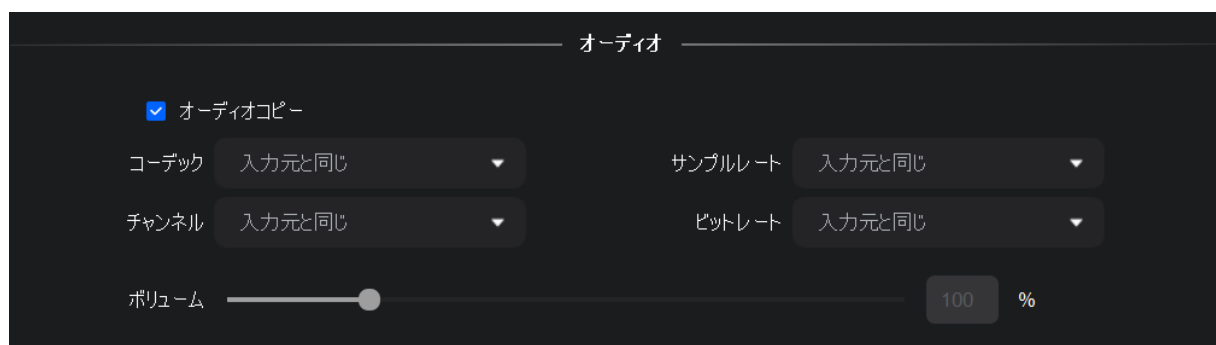 オーディオ
オーディオコピー
コーデック 入力元と同じ サンプルレート 入力元と同じ
チャンネル 入力元と同じ ビットレート 入力元と同じ
ボリューム 100 %